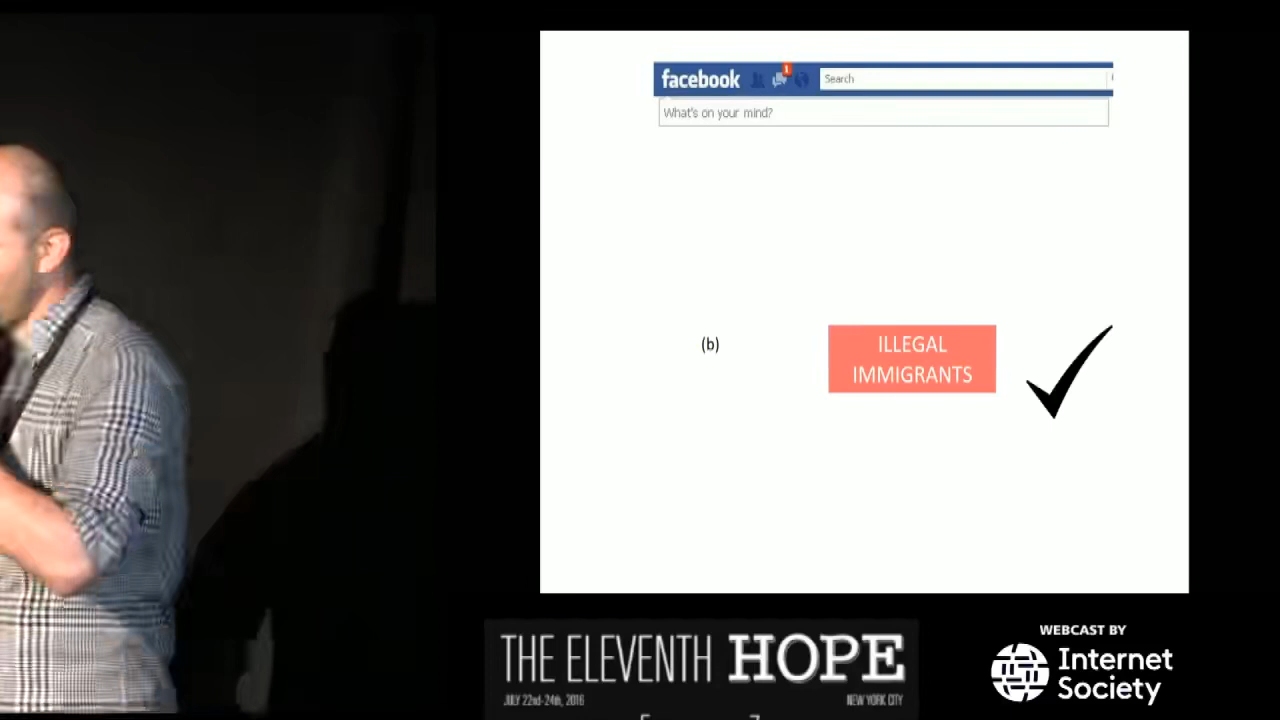 facebook
1
Search
What's on your mind?
(b)
ILLEGAL
IMMIGRANTS
THE ELEVENTH HOPE
JULY 22nd-24th, 2016
NEW YORK CITY
WEBCAST BY
Internet
Society